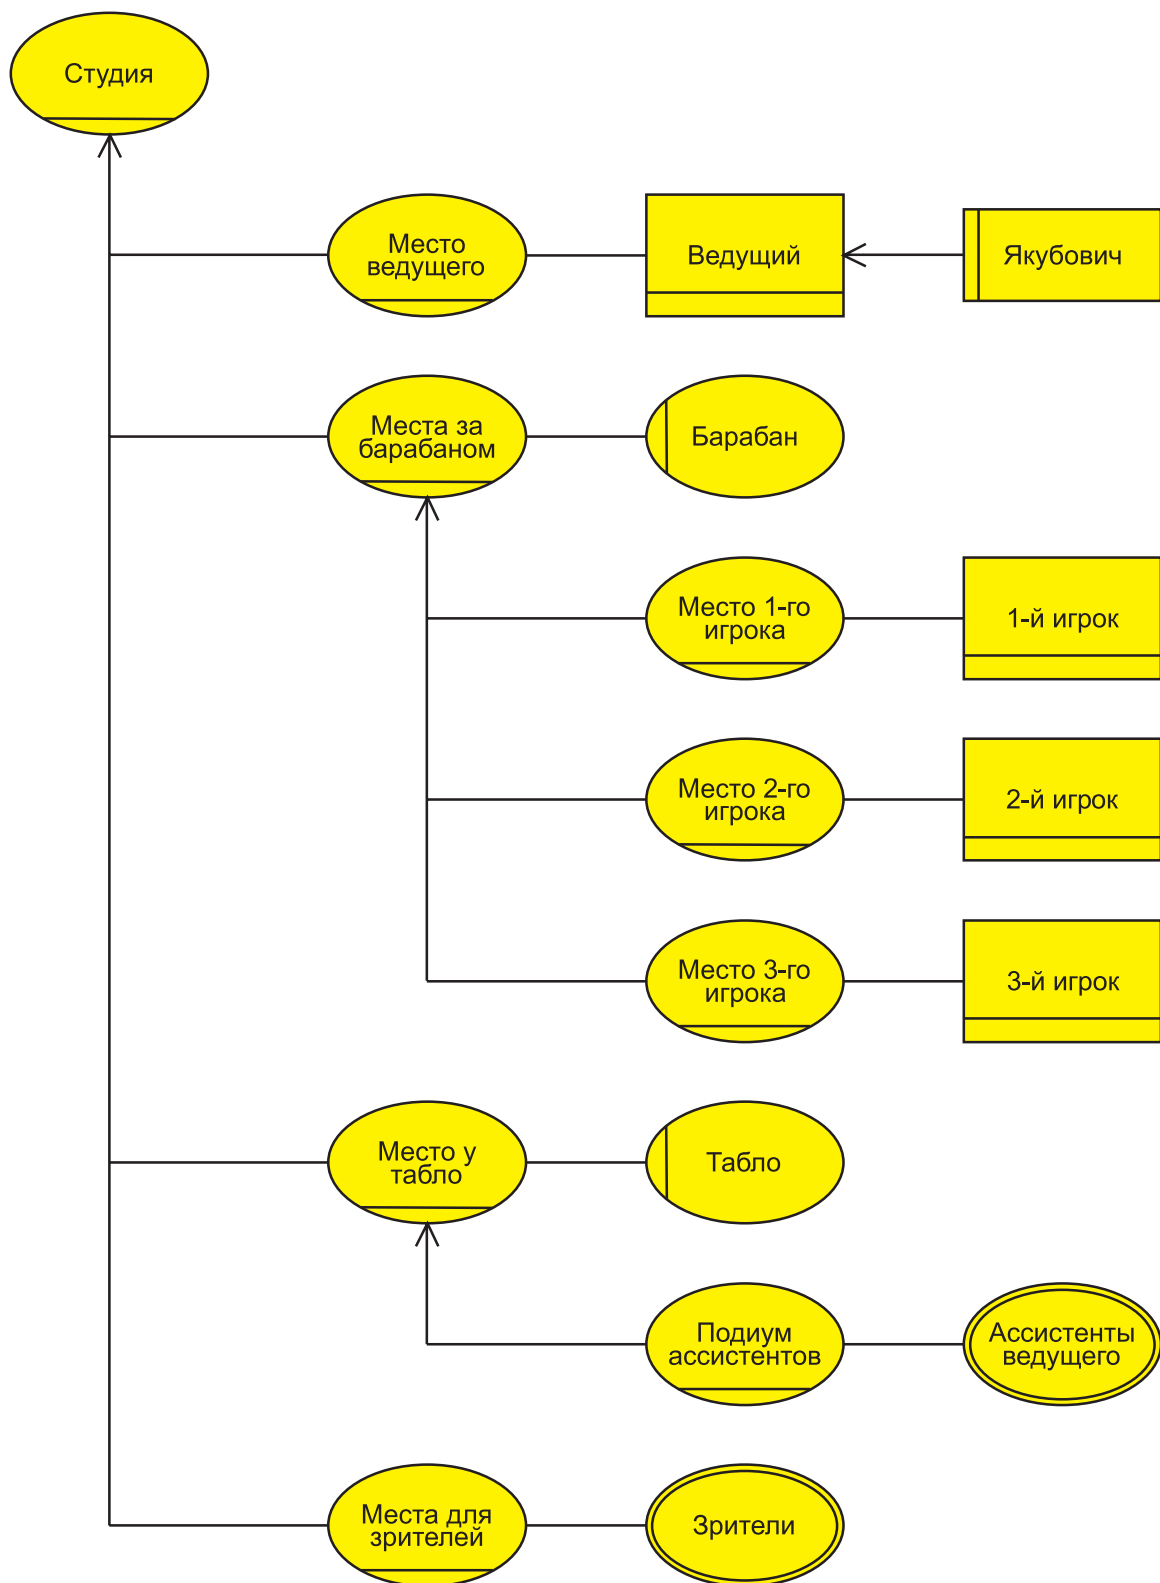 Студия
Место
ведущего
Ведущий
Якубович
Места за
барабаном
Барабан
Место 1-го
игрока
1-й игрок
Место 2-го
игрока
2-й игрок
Место 3-го
игрока
3-й игрок
Место у
табло
Табло
Подиум
ассистентов
Ассистенты
ведущего
Места для
зрителей
Зрители